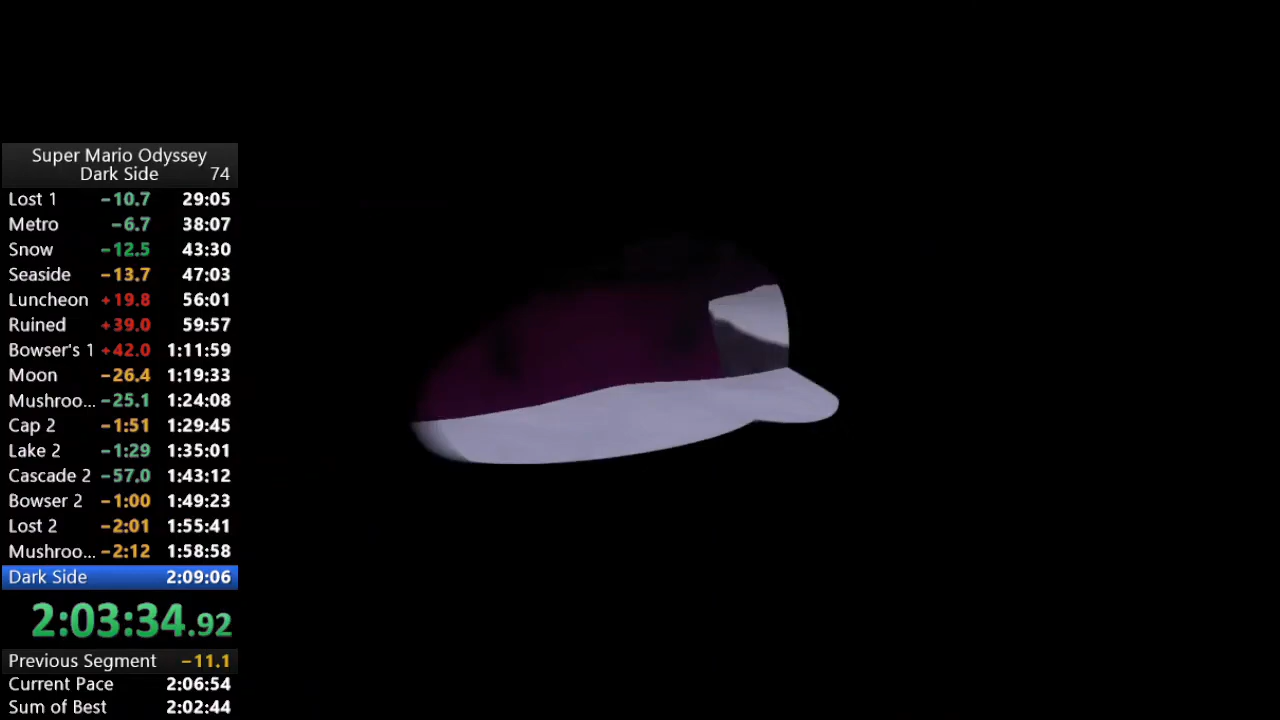 Super Mario Odyssey
Dark Side 74
Lost 1 -10.7 29:05
Metro -6.7 38:07
Snow -12.5 43:30
Seaside -13.7 47:03
Luncheon +19.8 56:01
Ruined +39.0 59:57
Bowser's 1 +42.0 1:11:59
Moon -26.4 1:19:33
Mushroo... -25.1 1:24:08
Cap 2 -1:51 1:29:45
Lake 2 -1:29 1:35:01
Cascade 2 -57.0 1:43:12
Bowser 2 -1:00 1:49:23
Lost 2 -2:01 1:55:41
Mushroo... -2:12 1:58:58
Dark Side 2:09:06
2:03:34.92
Previous Segment -11.1
Current Pace 2:06:54
Sum of Best 2:02:44